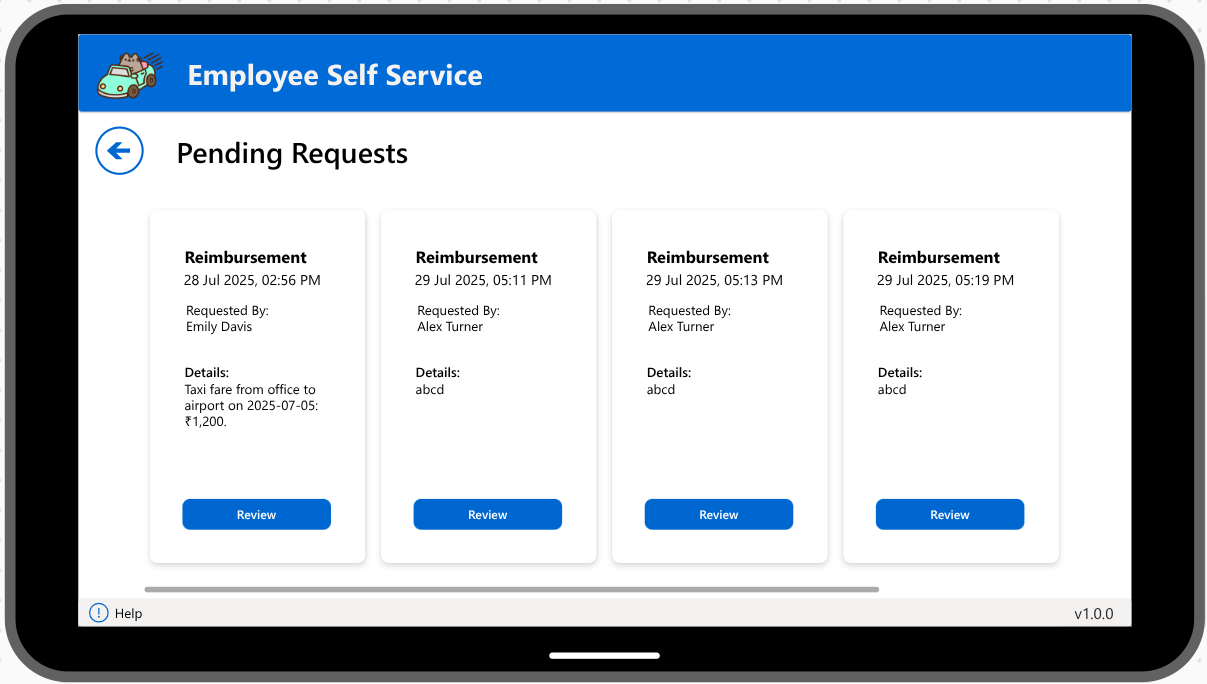 Employee Self Service
Pending Requests
Reimbursement
28 Jul 2025, 02:56 PM
Requested By:
Emily Davis
Details:
Taxi fare from office to
airport on 2025-07-05:
₹1,200.
Review
Reimbursement
29 Jul 2025, 05:11 PM
Requested By:
Alex Turner
Details:
abcd
Review
Reimbursement
29 Jul 2025, 05:13 PM
Requested By:
Alex Turner
Details:
abcd
Review
Reimbursement
29 Jul 2025, 05:19 PM
Requested By:
Alex Turner
Details:
abcd
Review
Help
v1.0.0